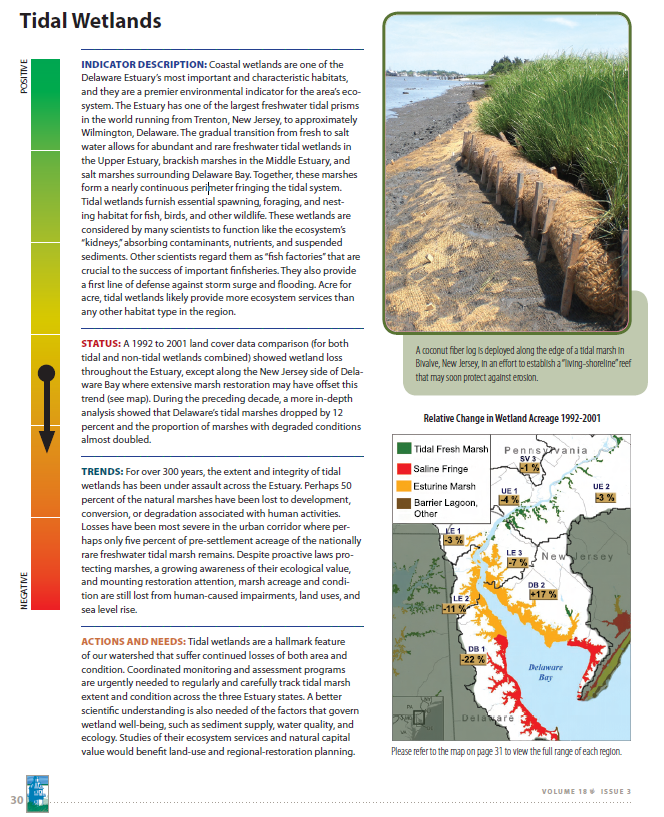 Tidal Wetlands
POSITIVE
NEGATIVE
INDICATOR DESCRIPTION: Coastal wetlands are one of the
Delaware Estuary's most important and characteristic habitats,
and they are a premier environmental indicator for the area's eco-
system. The Estuary has one of the largest freshwater tidal prisms
in the world running from Trenton, New Jersey, to approximately
Wilmington, Delaware. The gradual transition from fresh to salt
water allows for abundant and rare freshwater tidal wetlands in
the Upper Estuary, brackish marshes in the Middle Estuary, and
salt marshes surrounding Delaware Bay. Together, these marshes
form a nearly continuous perimeter fringing the tidal system.
Tidal wetlands furnish essential spawning, foraging, and nest-
ing habitat for fish, birds, and other wildlife. These wetlands are
considered by many scientists to function like the ecosystem's
"kidneys," absorbing contaminants, nutrients, and suspended
sediments. Other scientists regard them as "fish factories" that are
crucial to the success of important finfisheries. They also provide
a first line of defense against storm surge and flooding. Acre for
acre, tidal wetlands likely provide more ecosystem services than
any other habitat type in the region.
STATUS: A 1992 to 2001 land cover data comparison (for both
tidal and non-tidal wetlands combined) showed wetland loss
throughout the Estuary, except along the New Jersey side of Dela-
ware Bay where extensive marsh restoration may have offset this
trend (see map). During the preceding decade, a more in-depth
analysis showed that Delaware's tidal marshes dropped by 12
percent and the proportion of marshes with degraded conditions
almost doubled.
TRENDS: For over 300 years, the extent and integrity of tidal
wetlands has been under assault across the Estuary. Perhaps 50
percent of the natural marshes have been lost to development,
conversion, or degradation associated with human activities.
Losses have been most severe in the urban corridor where per-
haps only five percent of pre-settlement acreage of the nationally
rare freshwater tidal marsh remains. Despite proactive laws pro-
tecting marshes, a growing awareness of their ecological value,
and mounting restoration attention, marsh acreage and condi-
tion are still lost from human-caused impairments, land uses, and
sea level rise.
ACTIONS AND NEEDS: Tidal wetlands are a hallmark feature
of our watershed that suffer continued losses of both area and
condition. Coordinated monitoring and assessment programs
are urgently needed to regularly and carefully track tidal marsh
extent and condition across the three Estuary states. A better
scientific understanding is also needed of the factors that govern
wetland well-being, such as sediment supply, water quality, and
ecology. Studies of their ecosystem services and natural capital
value would benefit land-use and regional-restoration planning.
A coconut fiber log is deployed along the edge of a tidal marsh in
Bivalve, New Jersey, in an effort to establish a "living-shoreline" reef
that may soon protect against erosion.
Relative Change in Wetland Acreage 1992-2001
Tidal Fresh Marsh
Saline Fringe
Esturine Marsh
Barrier Lagoon,
Other
Pennsylvania
SV 3
-1 %
UE 1
-4 %
UE 2
-3 %
LE 1
-3 %
LE 3
-7 %
New Jersey
DB 2
+17 %
LE 2
-11 %
DB 1
-22 %
Delaware
Bay
Delaware
Please refer to the map on page 31 to view the full range of each region.
30
VOLUME 18 ISSUE 3